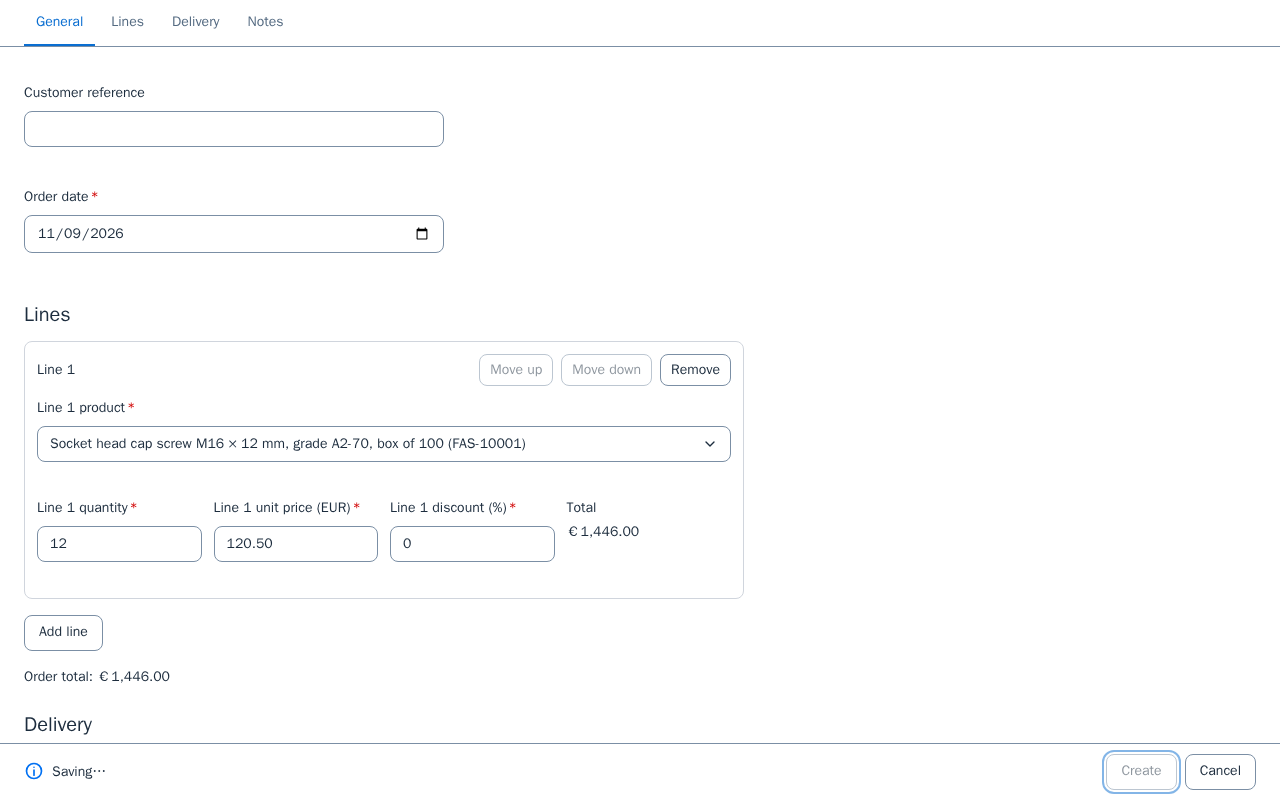 General Lines Delivery Notes
Customer reference
Order date *
11/09/2026
Lines
Line 1 Move up Move down Remove
Line 1 product *
Socket head cap screw M16 × 12 mm, grade A2-70, box of 100 (FAS-10001)
Line 1 quantity * Line 1 unit price (EUR) * Line 1 discount (%) * Total
12 120.50 0 € 1,446.00
Add line
Order total: € 1,446.00
Delivery
Saving… Create Cancel